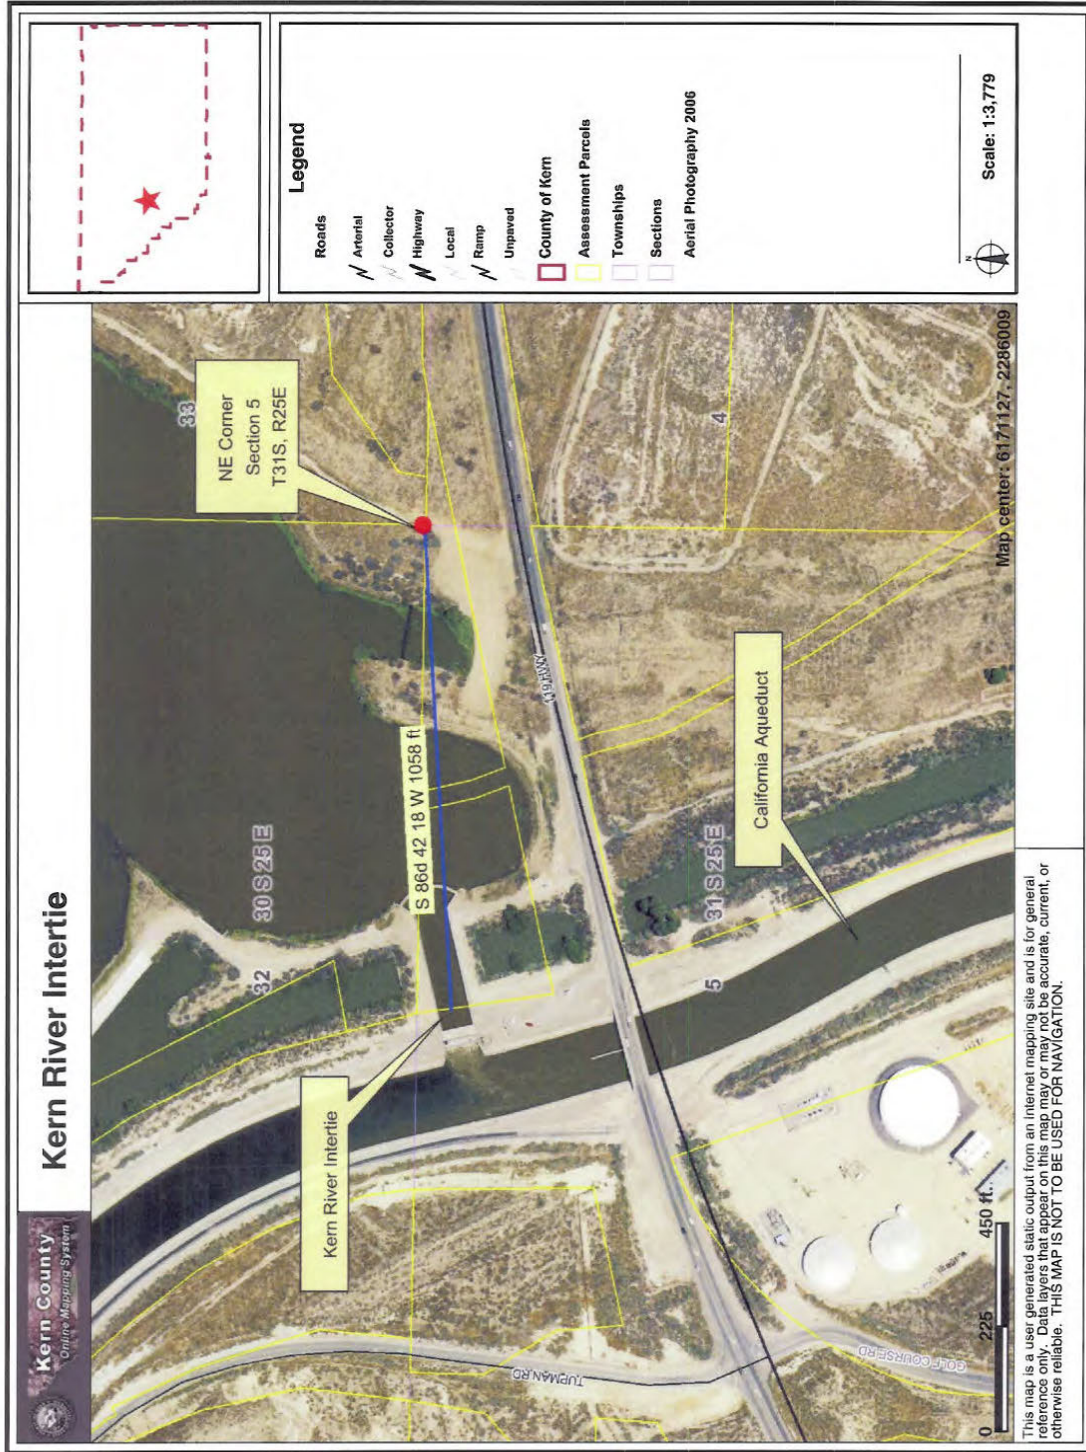 Kern County
Online Mapping System
Kern River Intertie
33
NE Corner
Section 5
T31S, R25E
30 S 25 E
32
S 86d 42 18 W 1058 ft
Kern River Intertie
119 HWY
4
31 S 25 E
5
California Aqueduct
TUPMAN RD
GOLF COURSE RD
0 225 450 ft.
Map center: 6171127, 2286009
Legend
Roads
Arterial
Collector
Highway
Local
Ramp
Unpaved
County of Kern
Assessment Parcels
Townships
Sections
Aerial Photography 2006
N
Scale: 1:3,779
This map is a user generated static output from an Internet mapping site and is for general
reference only. Data layers that appear on this map may or may not be accurate, current, or
otherwise reliable. THIS MAP IS NOT TO BE USED FOR NAVIGATION.